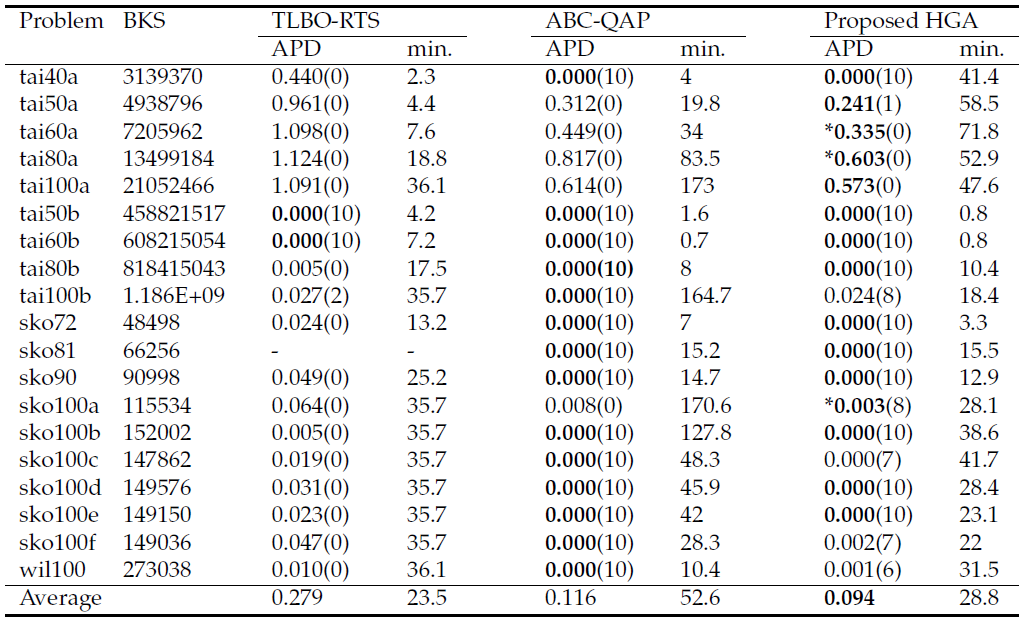 Problem BKS TLBO-RTS ABC-QAP Proposed HGA
APD min. APD min. APD min.
tai40a 3139370 0.440(0) 2.3 0.000(10) 4 0.000(10) 41.4
tai50a 4938796 0.961(0) 4.4 0.312(0) 19.8 0.241(1) 58.5
tai60a 7205962 1.098(0) 7.6 0.449(0) 34 *0.335(0) 71.8
tai80a 13499184 1.124(0) 18.8 0.817(0) 83.5 *0.603(0) 52.9
tai100a 21052466 1.091(0) 36.1 0.614(0) 173 0.573(0) 47.6
tai50b 458821517 0.000(10) 4.2 0.000(10) 1.6 0.000(10) 0.8
tai60b 608215054 0.000(10) 7.2 0.000(10) 0.7 0.000(10) 0.8
tai80b 818415043 0.005(0) 17.5 0.000(10) 8 0.000(10) 10.4
tai100b 1.186E+09 0.027(2) 35.7 0.000(10) 164.7 0.024(8) 18.4
sko72 48498 0.024(0) 13.2 0.000(10) 7 0.000(10) 3.3
sko81 66256 - - 0.000(10) 15.2 0.000(10) 15.5
sko90 90998 0.049(0) 25.2 0.000(10) 14.7 0.000(10) 12.9
sko100a 115534 0.064(0) 35.7 0.008(0) 170.6 *0.003(8) 28.1
sko100b 152002 0.005(0) 35.7 0.000(10) 127.8 0.000(10) 38.6
sko100c 147862 0.019(0) 35.7 0.000(10) 48.3 0.000(7) 41.7
sko100d 149576 0.031(0) 35.7 0.000(10) 45.9 0.000(10) 28.4
sko100e 149150 0.023(0) 35.7 0.000(10) 42 0.000(10) 23.1
sko100f 149036 0.047(0) 35.7 0.000(10) 28.3 0.002(7) 22
wil100 273038 0.010(0) 36.1 0.000(10) 10.4 0.001(6) 31.5
Average 0.279 23.5 0.116 52.6 0.094 28.8